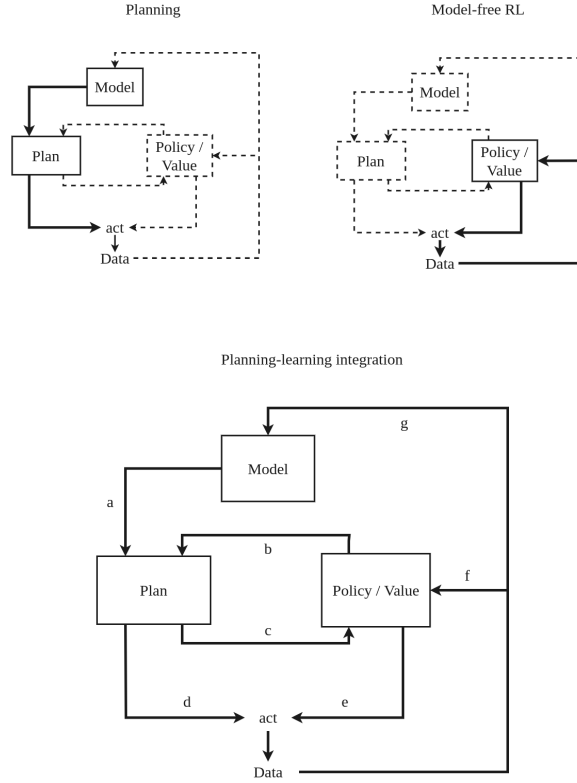 Planning
Model
Plan
Policy /
Value
act
Data
Model-free RL
Model
Plan
Policy /
Value
act
Data
Planning-learning integration
g
Model
a
b
f
Plan
Policy / Value
c
d
e
act
Data